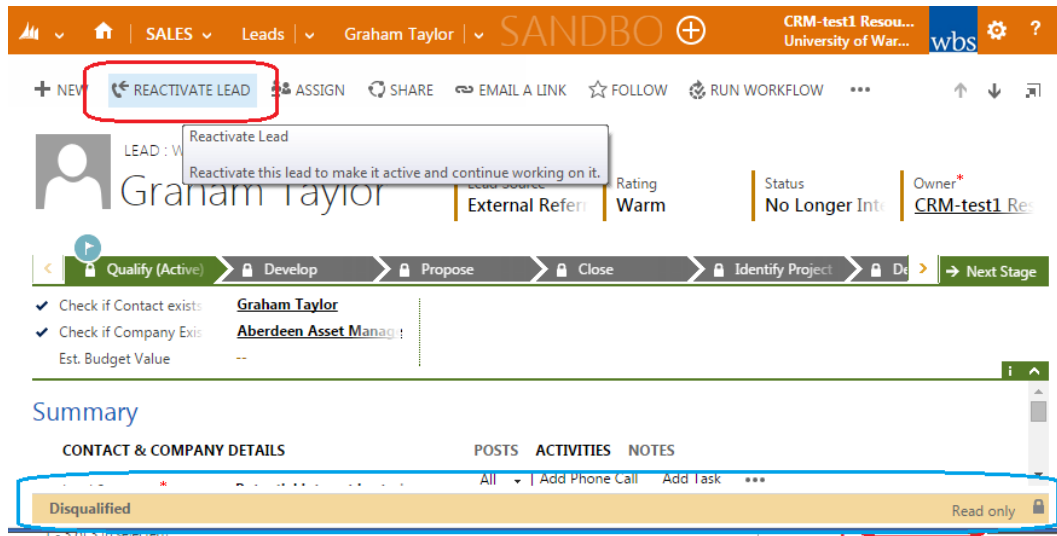 SALES Leads Graham Taylor SANDBO CRM-test1 Resou... University of War... wbs ?
NEW REACTIVATE LEAD ASSIGN SHARE EMAIL A LINK FOLLOW RUN WORKFLOW •••
Reactivate Lead
LEAD : W
Reactivate this lead to make it active and continue working on it.
Graham Taylor
Lead Source Rating Status Owner*
External Referr Warm No Longer Inte CRM-test1 Res
Qualify (Active) Develop Propose Close Identify Project De Next Stage
Check if Contact exists Graham Taylor
Check if Company Exis Aberdeen Asset Manag
Est. Budget Value --
Summary
CONTACT & COMPANY DETAILS POSTS ACTIVITIES NOTES
All Add Phone Call Add Task •••
Disqualified Read only